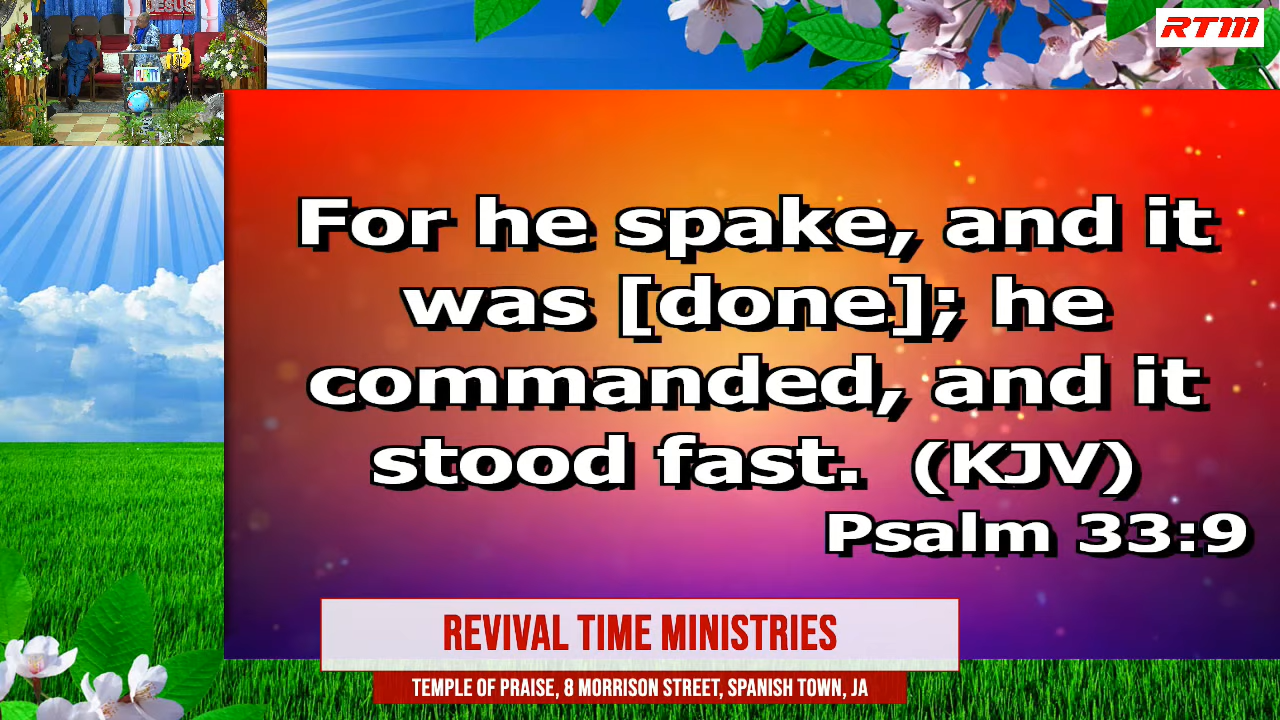 JESUS
RTM
For he spake, and it
was [done]; he
commanded, and it
stood fast. (KJV)
Psalm 33:9
REVIVAL TIME MINISTRIES
TEMPLE OF PRAISE, 8 MORRISON STREET, SPANISH TOWN, JA